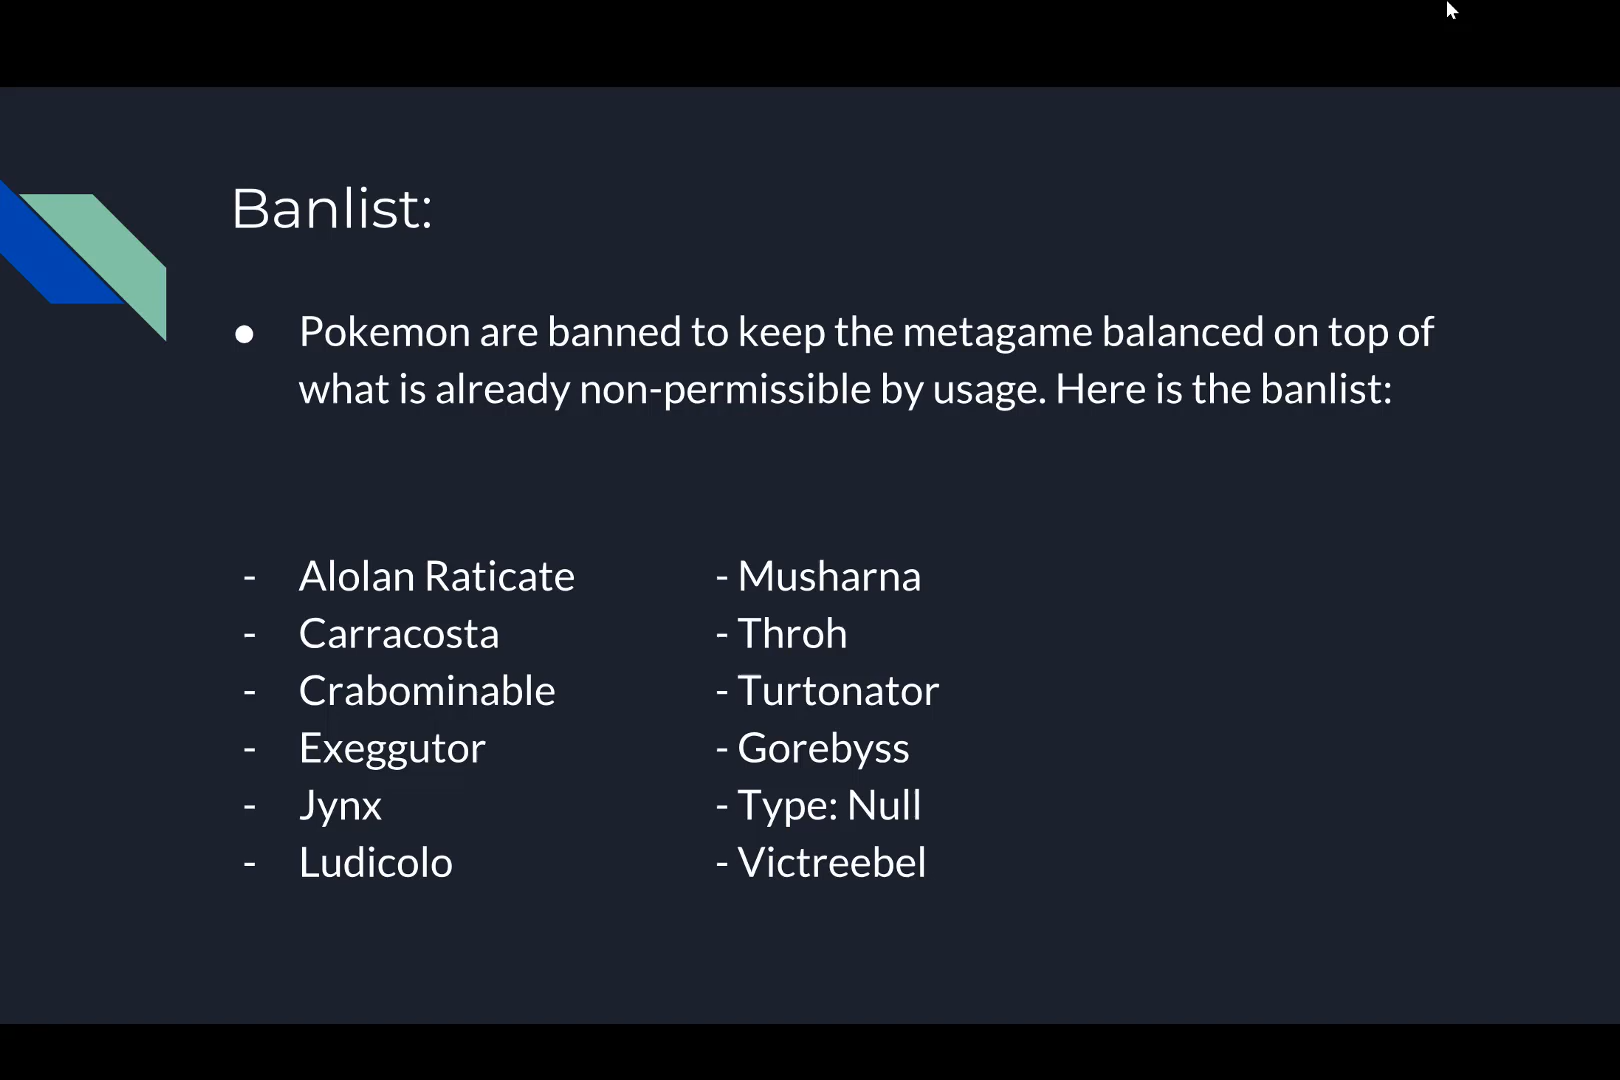 Banlist:
● Pokemon are banned to keep the metagame balanced on top of
what is already non-permissible by usage. Here is the banlist:
- Alolan Raticate
- Carracosta
- Crabominable
- Exeggutor
- Jynx
- Ludicolo
- Musharna
- Throh
- Turtonator
- Gorebyss
- Type: Null
- Victreebel